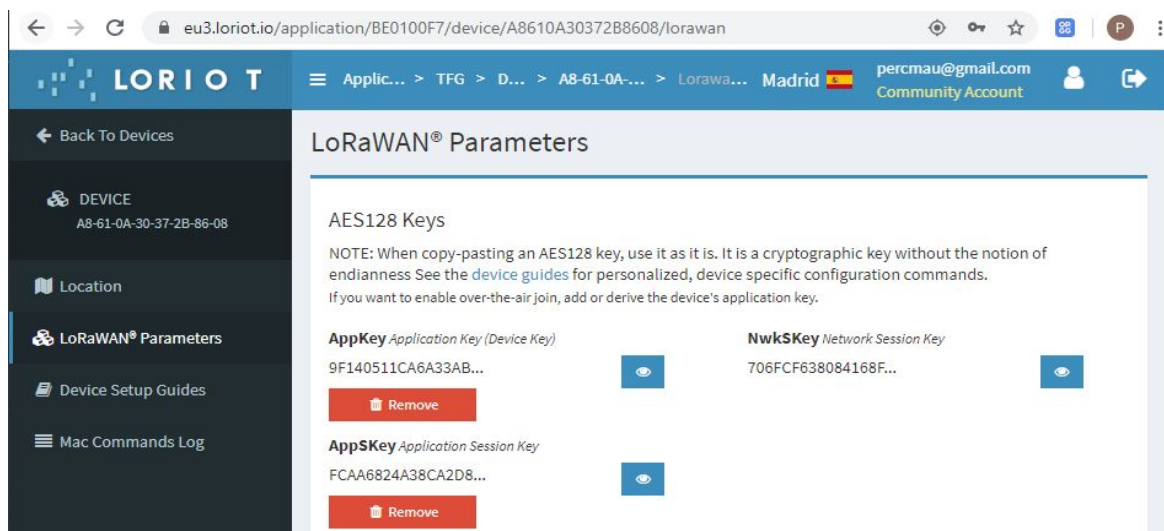 eu3.loriot.io/application/BE0100F7/device/A8610A30372B8608/lorawan
P
LORIOT
Applic... > TFG > D... > A8-61-0A-... > Lorawa... Madrid
percmau@gmail.com
Community Account
Back To Devices
DEVICE
A8-61-0A-30-37-2B-86-08
Location
LoRaWAN® Parameters
Device Setup Guides
Mac Commands Log
LoRaWAN® Parameters
AES128 Keys
NOTE: When copy-pasting an AES128 key, use it as it is. It is a cryptographic key without the notion of
endianness See the device guides for personalized, device specific configuration commands.
If you want to enable over-the-air join, add or derive the device's application key.
AppKey Application Key (Device Key)
9F140511CA6A33AB...
Remove
NwkSKey Network Session Key
706FCF638084168F...
AppSKey Application Session Key
FCAA6824A38CA2D8...
Remove